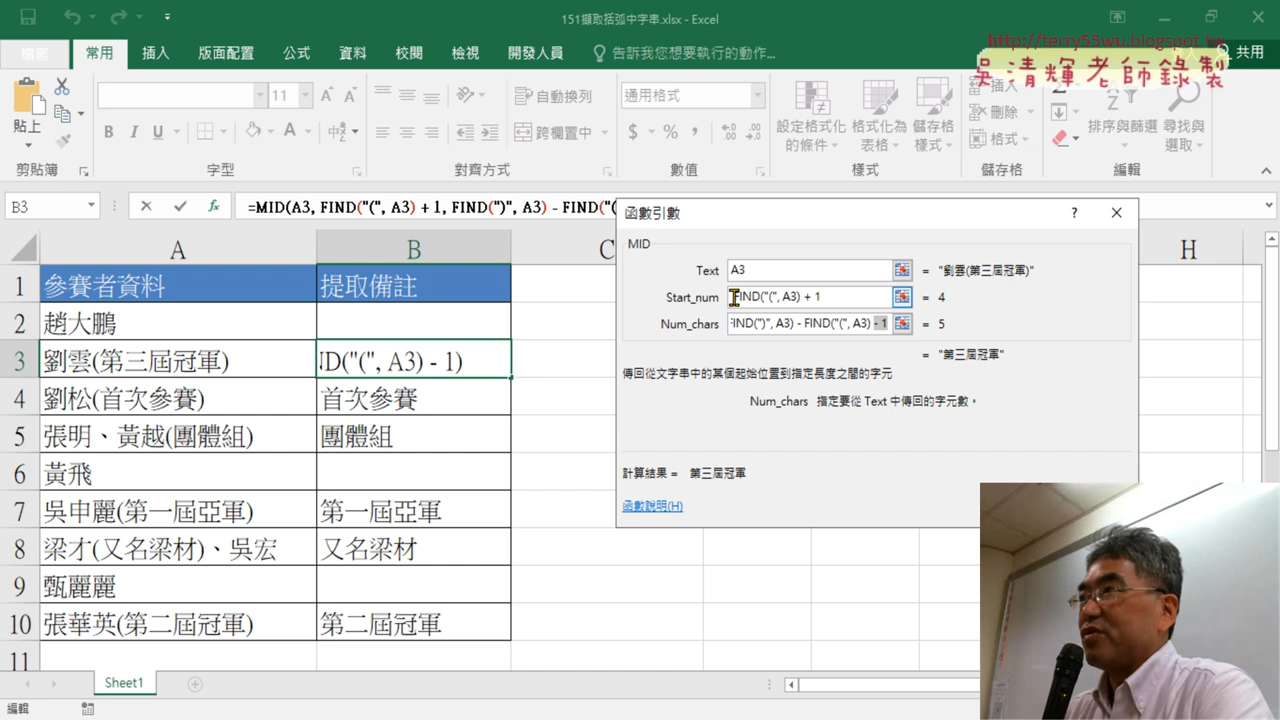 151擷取括弧中字串.xlsx - Excel
http://terry55wu.blogspot.tw
吳清輝老師錄製
檔案 常用 插入 版面配置 公式 資料 校閱 檢視 開發人員 告訴我您想要執行的動作... 登入 共用
貼上
11
B I U
中
自動換列
跨欄置中
通用格式
$ % ,
設定格式化的條件
格式化為表格
儲存格樣式
插入
刪除
格式
排序與篩選
尋找與選取
剪貼簿 字型 對齊方式 數值 樣式 儲存格 編輯
B3 fx =MID(A3, FIND("(", A3) + 1, FIND(")", A3) - FIND("(
A B C H
1 參賽者資料 提取備註
2 趙大鵬
3 劉雲(第三屆冠軍) ND("(", A3) - 1)
4 劉松(首次參賽) 首次參賽
5 張明、黃越(團體組) 團體組
6 黃飛
7 吳申麗(第一屆亞軍) 第一屆亞軍
8 梁才(又名梁材)、吳宏 又名梁材
9 甄麗麗
10 張華英(第二屆冠軍) 第二屆冠軍
11
函數引數 ?
MID
Text A3 = "劉雲(第三屆冠軍)"
Start_num FIND("(", A3) + 1 = 4
Num_chars FIND(")", A3) - FIND("(", A3) - 1 = 5
= "第三屆冠軍"
傳回從文字串中的某個起始位置到指定長度之間的字元
Num_chars 指定要從 Text 中傳回的字元數。
計算結果 = 第三屆冠軍
函數說明(H)
Sheet1
編輯